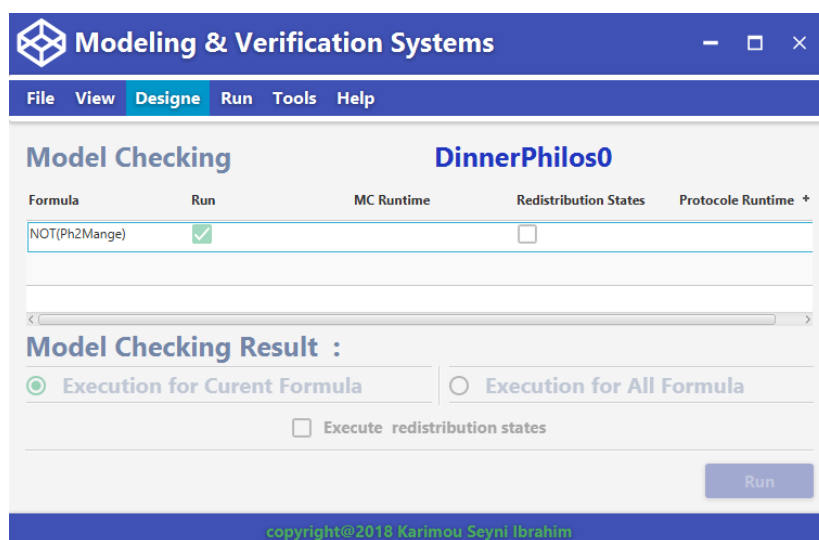 Modeling & Verification Systems
File View Designe Run Tools Help
Model Checking DinnerPhilos0
Formula Run MC Runtime Redistribution States Protocole Runtime +
NOT(Ph2Mange)
Model Checking Result :
Execution for Curent Formula Execution for All Formula
Execute redistribution states
Run
copyright@2018 Karimou Seyni Ibrahim